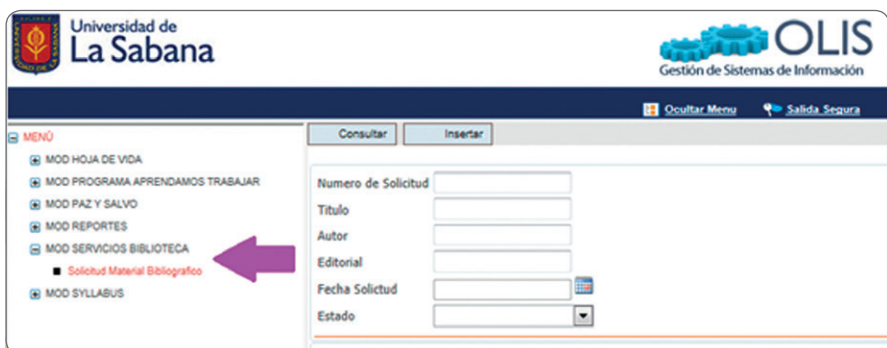 Universidad de
La Sabana
OLIS
Gestión de Sistemas de Información
Ocultar Menu Salida Segura
MENÚ
MOD HOJA DE VIDA
MOD PROGRAMA APRENDAMOS TRABAJAR
MOD PAZ Y SALVO
MOD REPORTES
MOD SERVICIOS BIBLIOTECA
Solicitud Material Bibliografico
MOD SYLLABUS
Consultar Insertar
Numero de Solicitud
Titulo
Autor
Editorial
Fecha Solictud
Estado